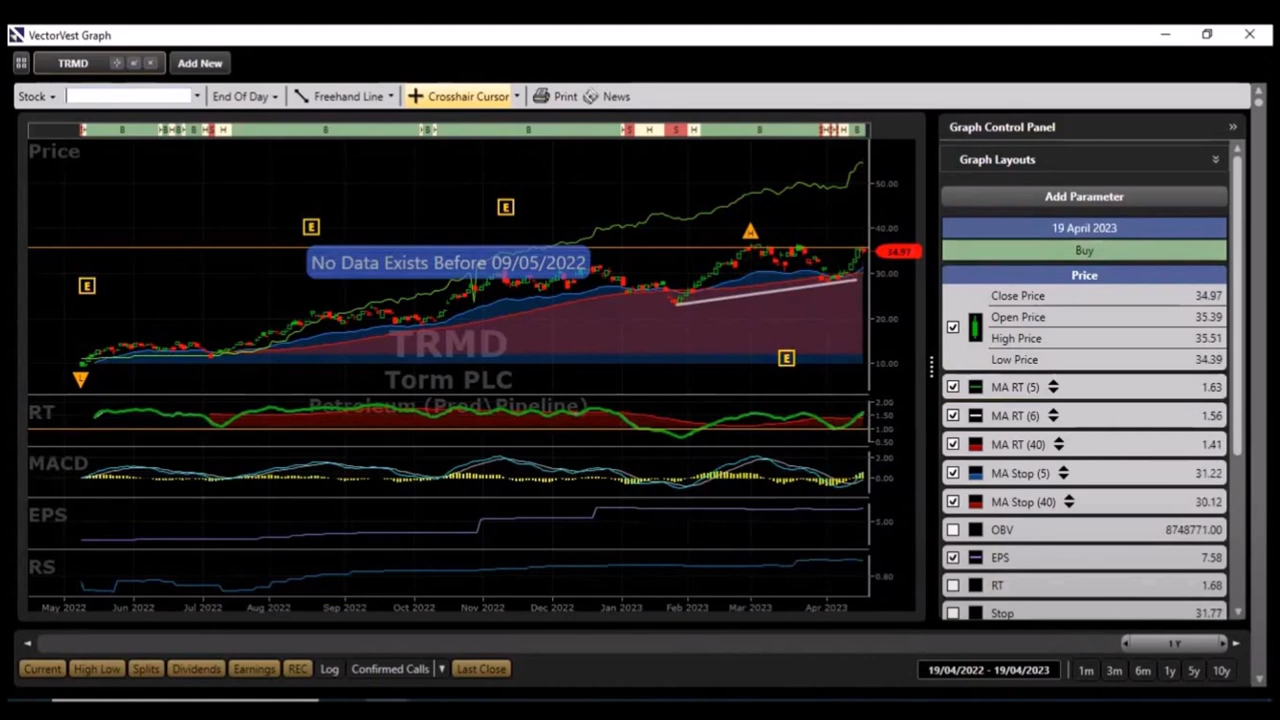 VectorVest Graph
TRMD
Add New
Stock
End Of Day
Freehand Line
Crosshair Cursor
Print
News
B B H B B H S H B H B B H S H S H B H S H B
Price
50.00
40.00
34.97
30.00
20.00
10.00
E
E
E
E
H
L
No Data Exists Before 09/05/2022
TRMD
Torm PLC
Petroleum (Prod\Pipeline)
RT
2.00
1.50
1.00
0.50
MACD
2.00
0.00
EPS
5.00
RS
0.80
May 2022 Jun 2022 Jul 2022 Aug 2022 Sep 2022 Oct 2022 Nov 2022 Dec 2022 Jan 2023 Feb 2023 Mar 2023 Apr 2023
Graph Control Panel
Graph Layouts
Add Parameter
19 April 2023
Buy
Price
Close Price 34.97
Open Price 35.39
High Price 35.51
Low Price 34.39
MA RT (5) 1.63
MA RT (6) 1.56
MA RT (40) 1.41
MA Stop (5) 31.22
MA Stop (40) 30.12
OBV 8748771.00
EPS 7.58
RT 1.68
Stop 31.77
1Y
Current High Low Splits Dividends Earnings REC Log Confirmed Calls Last Close
19/04/2022 - 19/04/2023
1m 3m 6m 1y 5y 10y